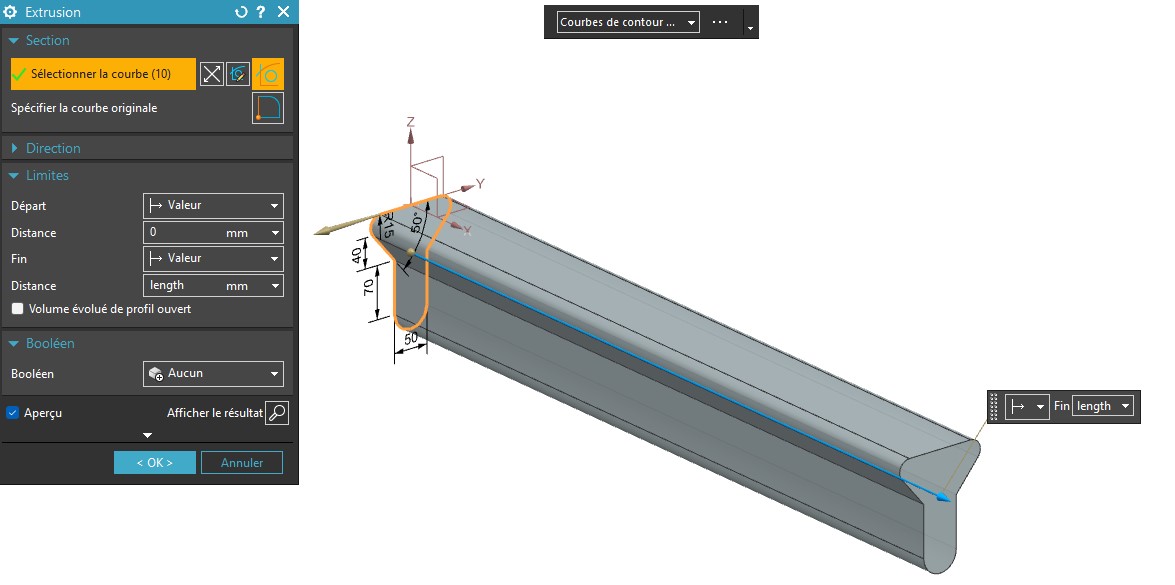 Extrusion
Section
Sélectionner la courbe (10)
Spécifier la courbe originale
Direction
Limites
Départ
Valeur
Distance
0 mm
Fin
Valeur
Distance
length mm
Volume évolué de profil ouvert
Booléen
Booléen
Aucun
Aperçu
Afficher le résultat
< OK >
Annuler
Courbes de contour ...
Z
Y
X
R15
50°
40
70
50
Fin length